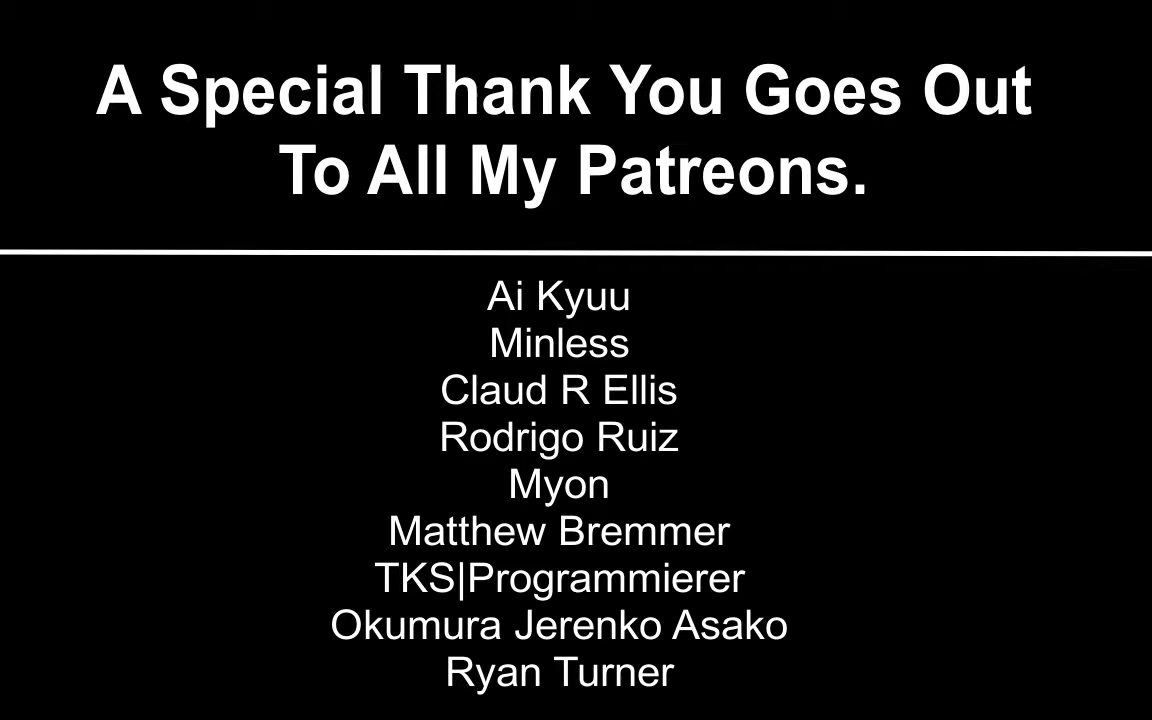 A Special Thank You Goes Out
To All My Patreons.
Ai Kyuu
Minless
Claud R Ellis
Rodrigo Ruiz
Myon
Matthew Bremmer
TKS|Programmierer
Okumura Jerenko Asako
Ryan Turner